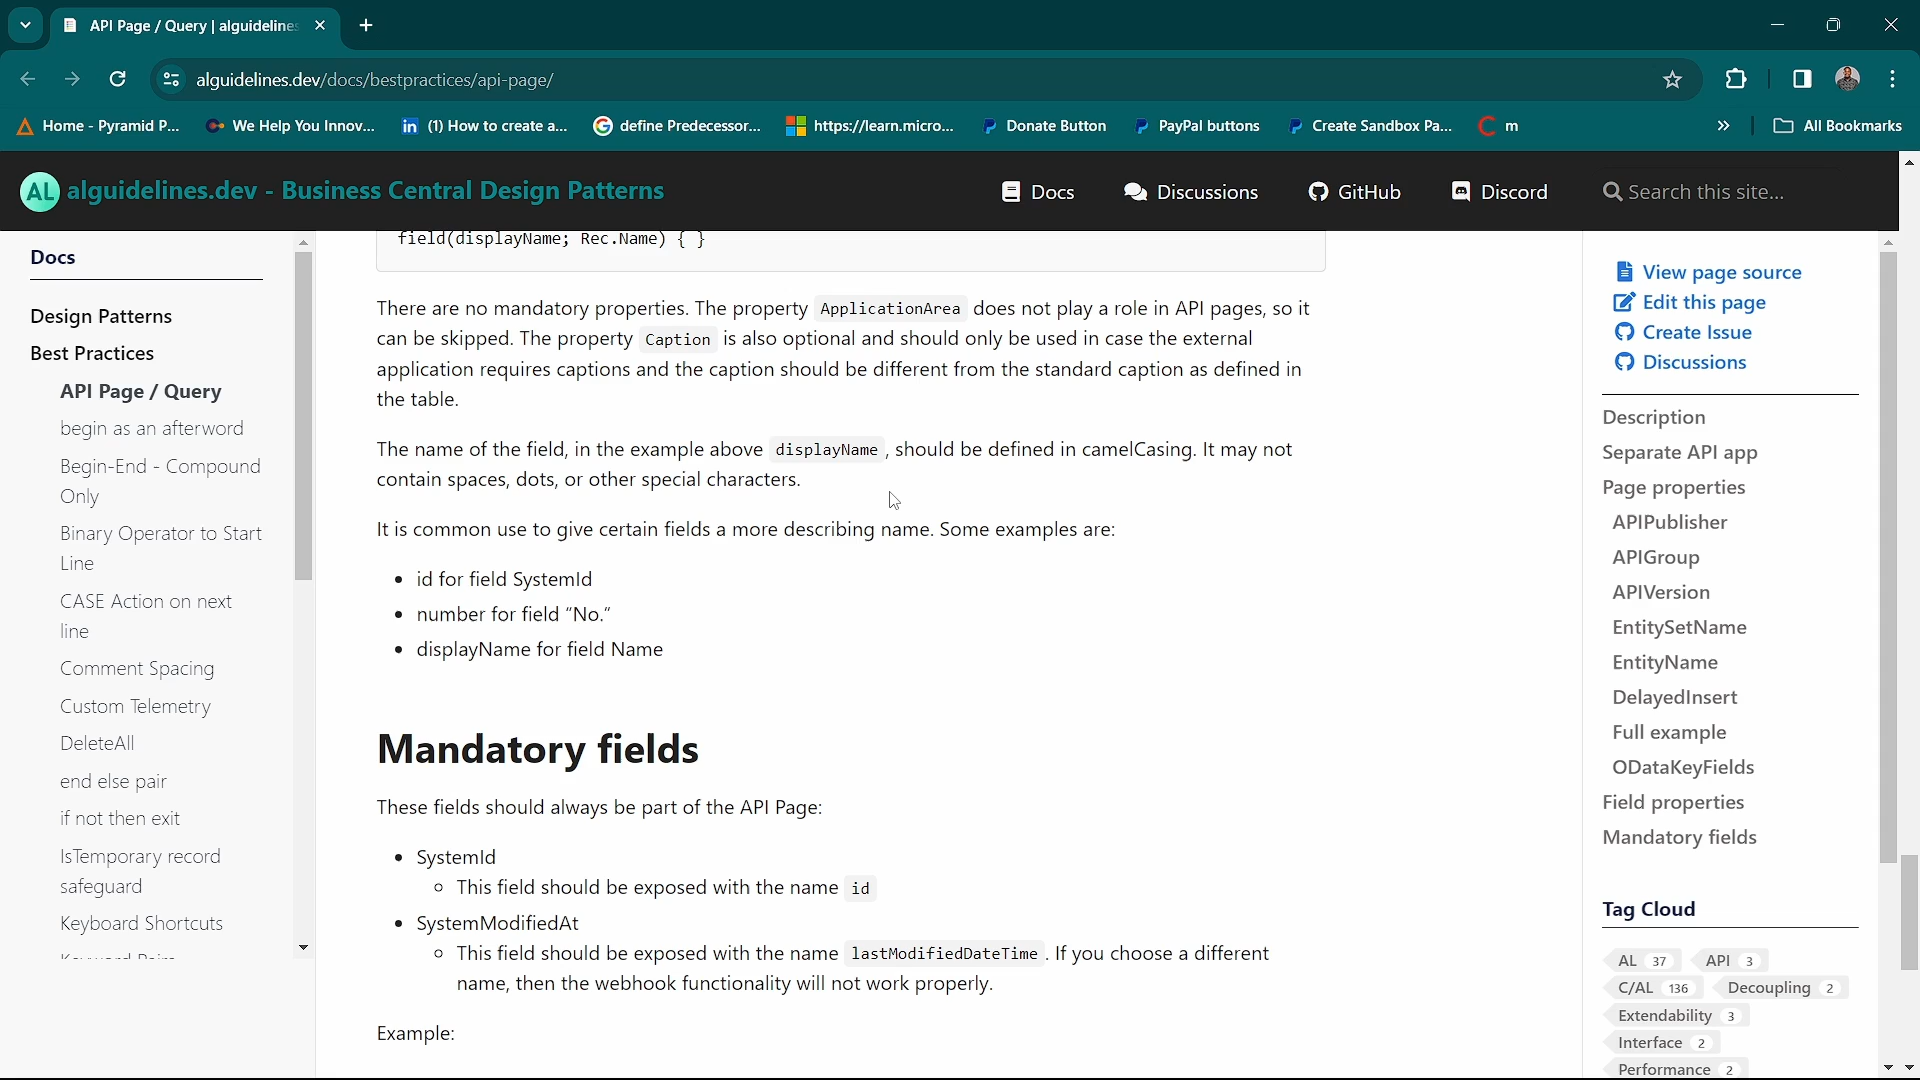 API Page / Query | alguidelines
alguidelines.dev/docs/bestpractices/api-page/
Home - Pyramid P...
We Help You Innov...
(1) How to create a...
define Predecessor...
https://learn.micro...
Donate Button
PayPal buttons
Create Sandbox Pa...
m
All Bookmarks
AL alguidelines.dev - Business Central Design Patterns
Docs
Discussions
GitHub
Discord
Search this site...
Docs
Design Patterns
Best Practices
API Page / Query
begin as an afterword
Begin-End - Compound
Only
Binary Operator to Start
Line
CASE Action on next
line
Comment Spacing
Custom Telemetry
DeleteAll
end else pair
if not then exit
IsTemporary record
safeguard
Keyboard Shortcuts
field(displayName; Rec.Name) { }
There are no mandatory properties. The property ApplicationArea does not play a role in API pages, so it
can be skipped. The property Caption is also optional and should only be used in case the external
application requires captions and the caption should be different from the standard caption as defined in
the table.
The name of the field, in the example above displayName , should be defined in camelCasing. It may not
contain spaces, dots, or other special characters.
It is common use to give certain fields a more describing name. Some examples are:
• id for field SystemId
• number for field “No.”
• displayName for field Name
Mandatory fields
These fields should always be part of the API Page:
• SystemId
This field should be exposed with the name id
• SystemModifiedAt
This field should be exposed with the name lastModifiedDateTime . If you choose a different
name, then the webhook functionality will not work properly.
Example:
View page source
Edit this page
Create Issue
Discussions
Description
Separate API app
Page properties
APIPublisher
APIGroup
APIVersion
EntitySetName
EntityName
DelayedInsert
Full example
ODataKeyFields
Field properties
Mandatory fields
Tag Cloud
AL 37 API 3
C/AL 136 Decoupling 2
Extendability 3
Interface 2
Performance 2